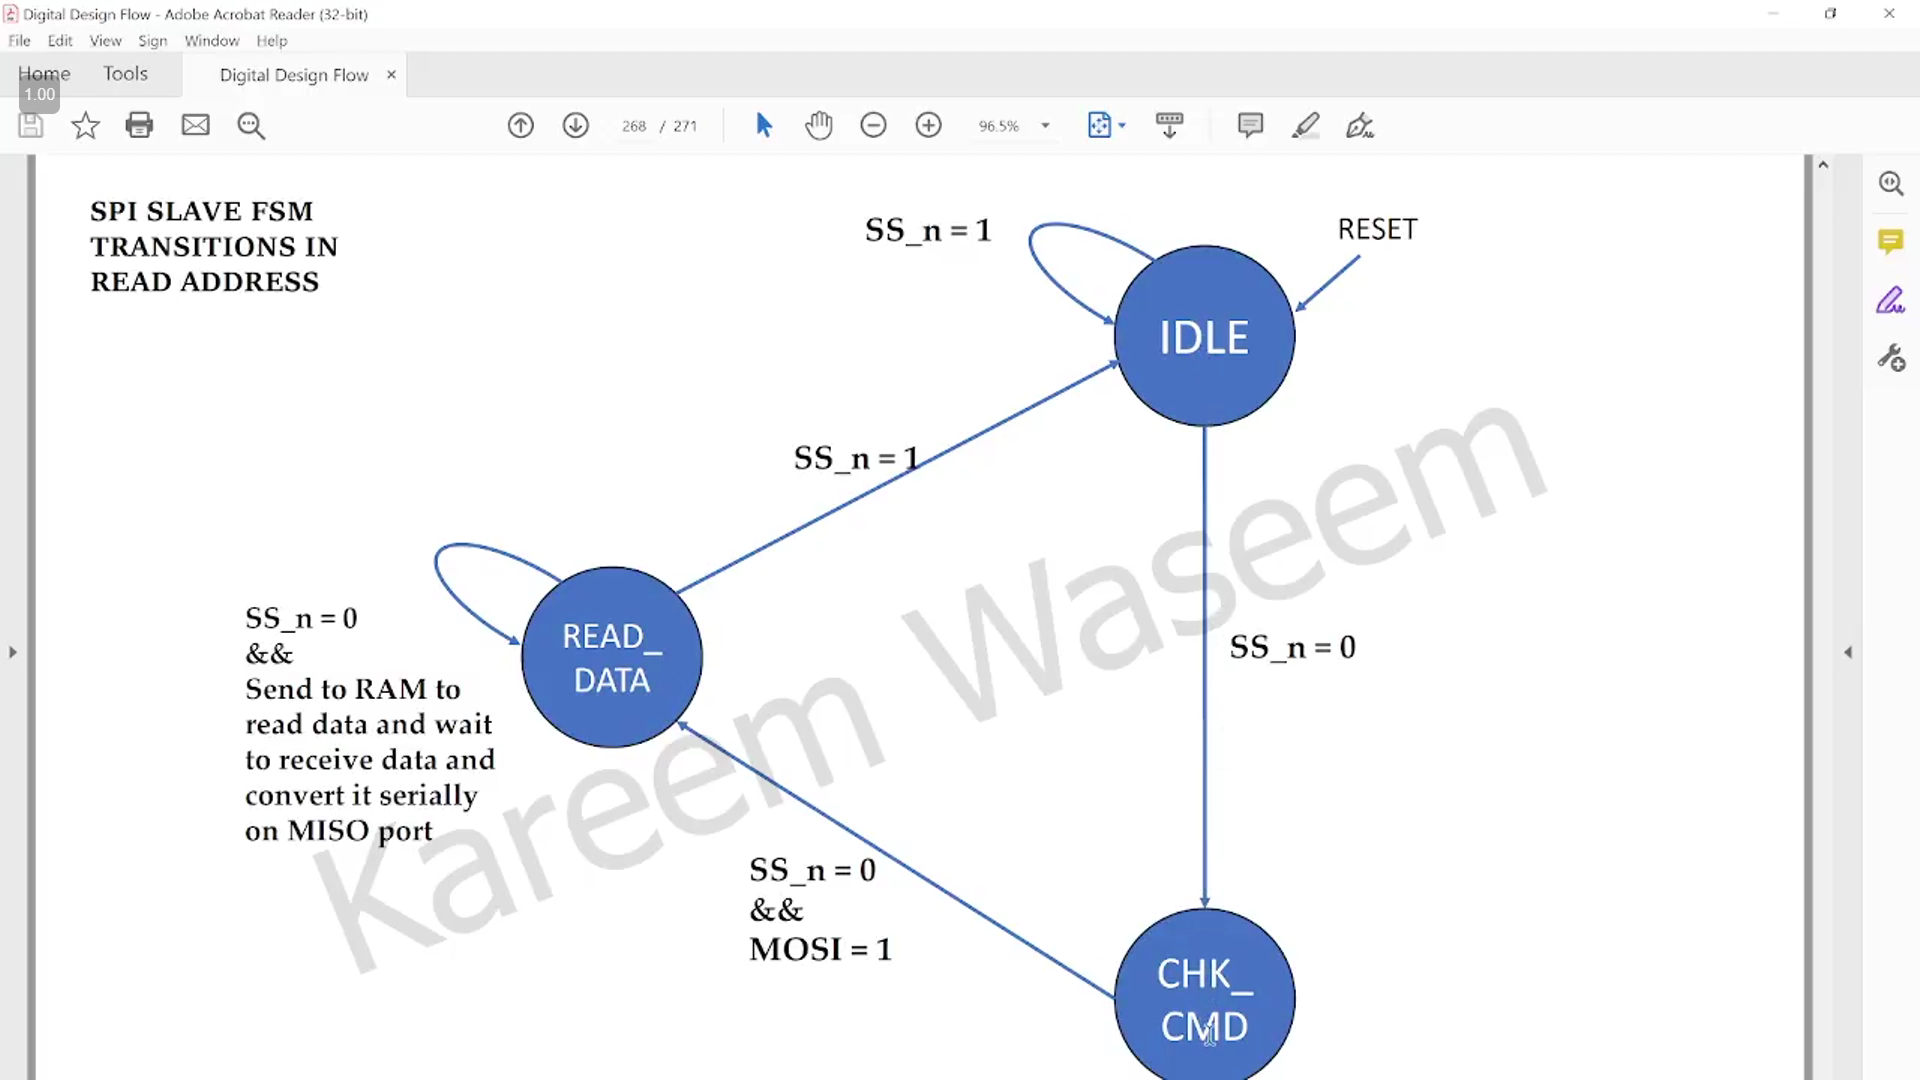 Digital Design Flow - Adobe Acrobat Reader (32-bit)
File Edit View Sign Window Help
Home Tools Digital Design Flow ×
1.00
268 / 271 96.5%
SPI SLAVE FSM
TRANSITIONS IN
READ ADDRESS
SS_n = 1
RESET
IDLE
SS_n = 1
READ_
DATA
SS_n = 0
&&
Send to RAM to
read data and wait
to receive data and
convert it serially
on MISO port
SS_n = 0
SS_n = 0
&&
MOSI = 1
CHK_
CMD
Kareem Waseem